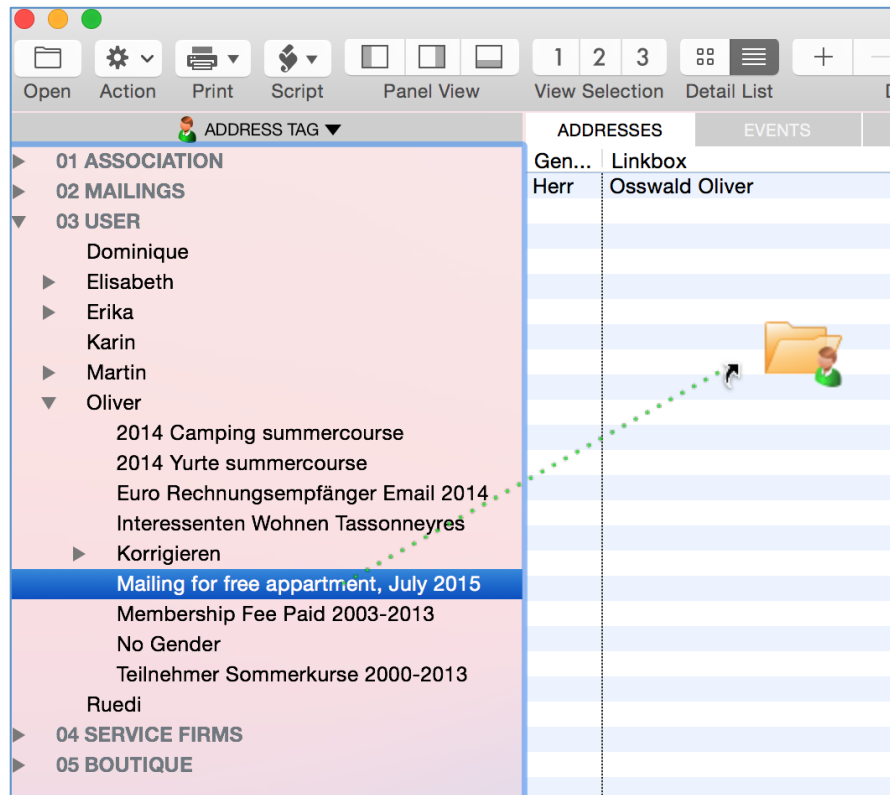 1 2 3
Open Action Print Script Panel View View Selection Detail List
ADDRESS TAG
ADDRESSES EVENTS
Gen... Linkbox
Herr Osswald Oliver
01 ASSOCIATION
02 MAILINGS
03 USER
Dominique
Elisabeth
Erika
Karin
Martin
Oliver
2014 Camping summercourse
2014 Yurte summercourse
Euro Rechnungsempfänger Email 2014
Interessenten Wohnen Tassonneyres
Korrigieren
Mailing for free appartment, July 2015
Membership Fee Paid 2003-2013
No Gender
Teilnehmer Sommerkurse 2000-2013
Ruedi
04 SERVICE FIRMS
05 BOUTIQUE